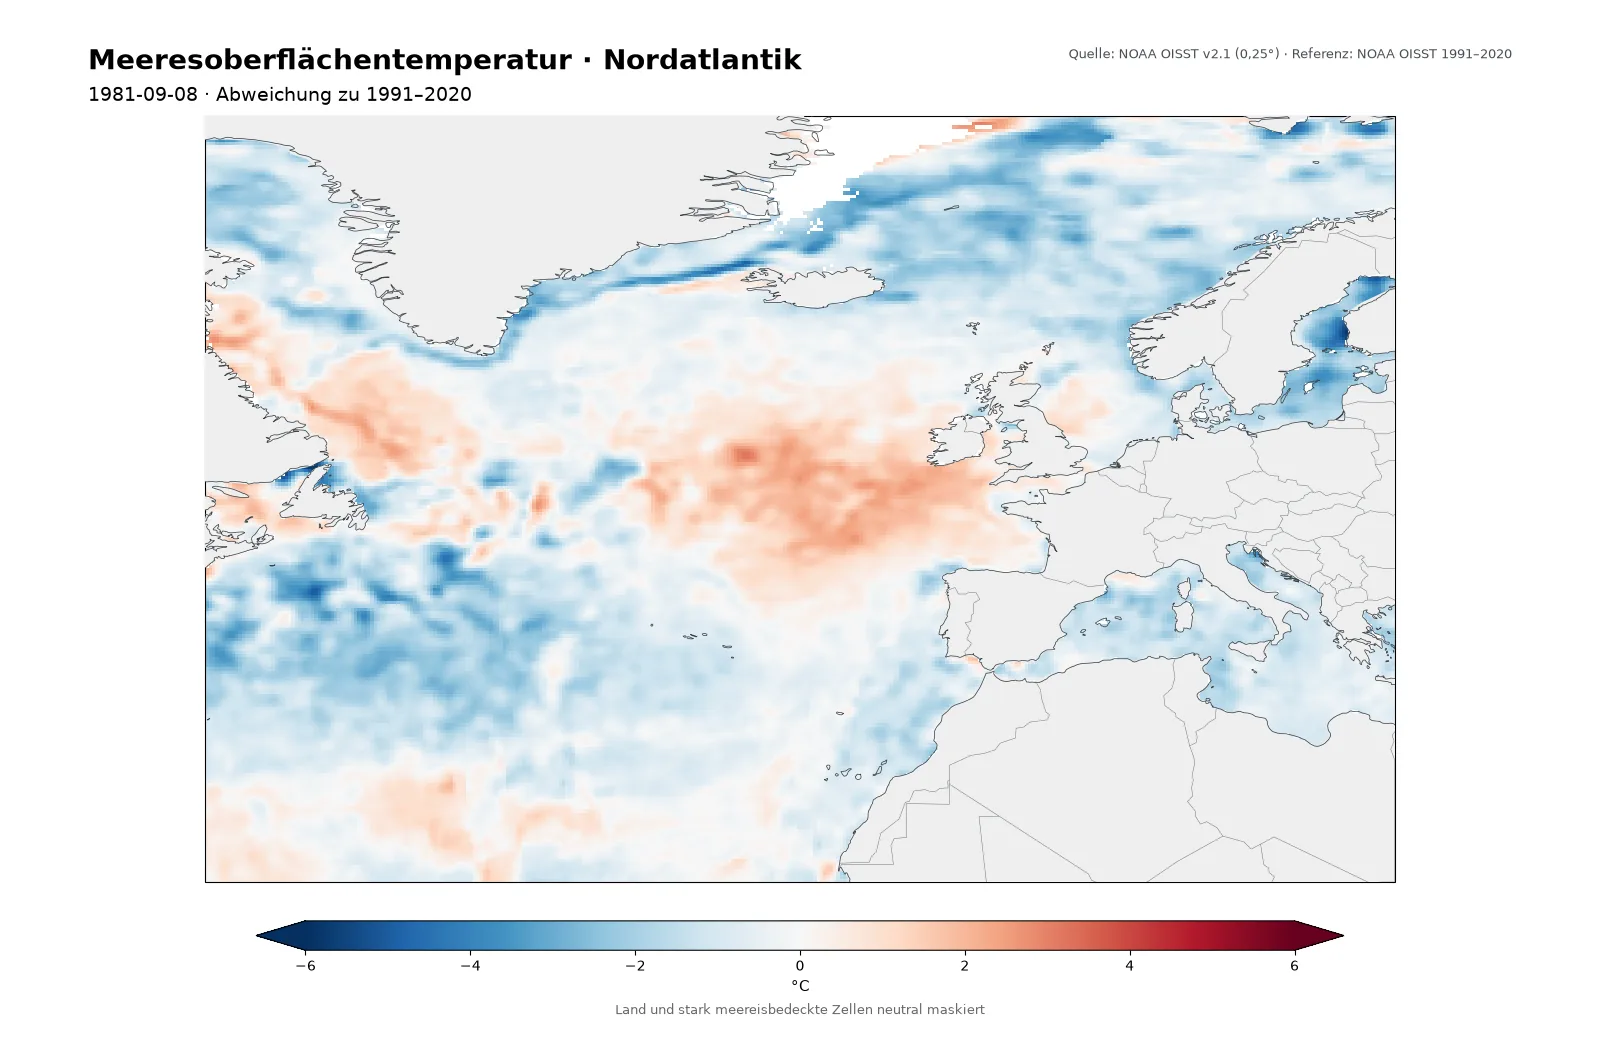 Meeresoberflächentemperatur · Nordatlantik
Quelle: NOAA OISST v2.1 (0,25°) · Referenz: NOAA OISST 1991–2020
1981-09-08 · Abweichung zu 1991–2020
−6 −4 −2 0 2 4 6
°C
Land und stark meereisbedeckte Zellen neutral maskiert